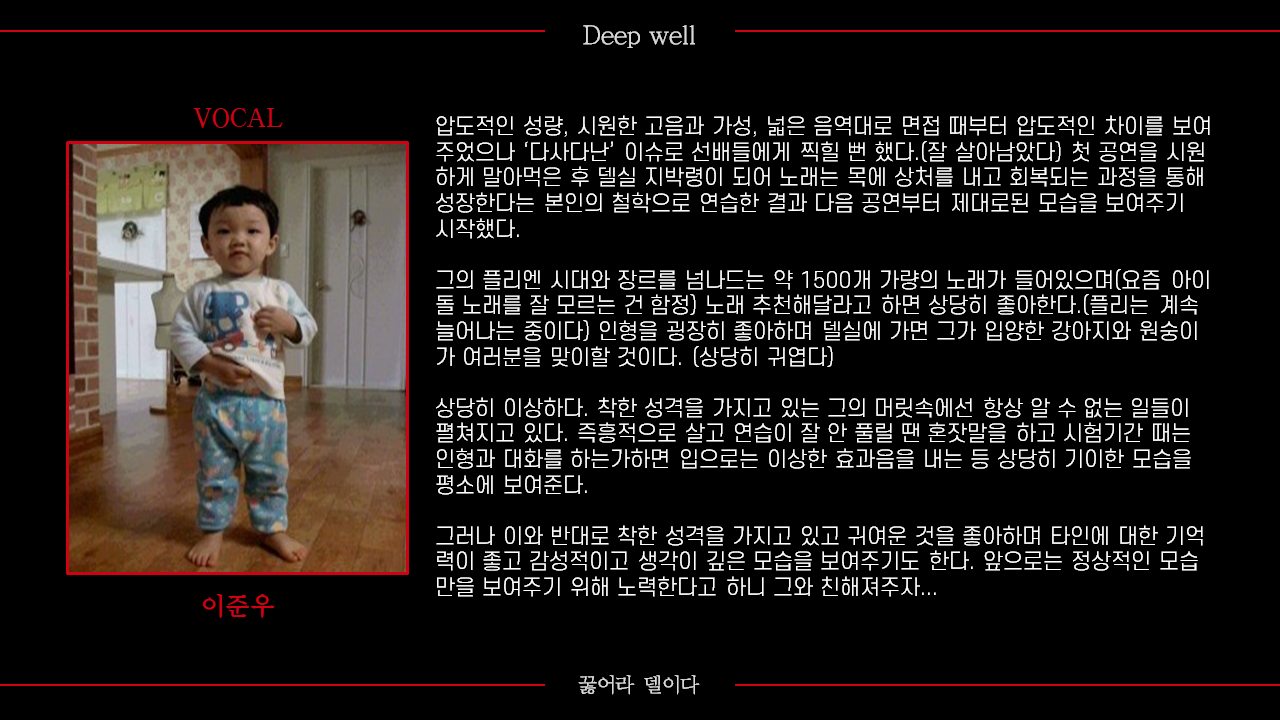 Deep well
VOCAL
압도적인 성량, 시원한 고음과 가성, 넓은 음역대로 면접 때부터 압도적인 차이를 보여
주었으나 ‘다사다난’ 이슈로 선배들에게 찍힐 뻔 했다.(잘 살아남았다) 첫 공연을 시원
하게 말아먹은 후 델실 지박령이 되어 노래는 목에 상처를 내고 회복되는 과정을 통해
성장한다는 본인의 철학으로 연습한 결과 다음 공연부터 제대로된 모습을 보여주기
시작했다.
그의 플리엔 시대와 장르를 넘나드는 약 1500개 가량의 노래가 들어있으며(요즘 아이
돌 노래를 잘 모르는 건 함정) 노래 추천해달라고 하면 상당히 좋아한다.(플리는 계속
늘어나는 중이다) 인형을 굉장히 좋아하며 델실에 가면 그가 입양한 강아지와 원숭이
가 여러분을 맞이할 것이다. (상당히 귀엽다)
상당히 이상하다. 착한 성격을 가지고 있는 그의 머릿속에선 항상 알 수 없는 일들이
펼쳐지고 있다. 즉흥적으로 살고 연습이 잘 안 풀릴 땐 혼잣말을 하고 시험기간 때는
인형과 대화를 하는가하면 입으로는 이상한 효과음을 내는 등 상당히 기이한 모습을
평소에 보여준다.
그러나 이와 반대로 착한 성격을 가지고 있고 귀여운 것을 좋아하며 타인에 대한 기억
력이 좋고 감성적이고 생각이 깊은 모습을 보여주기도 한다. 앞으로는 정상적인 모습
만을 보여주기 위해 노력한다고 하니 그와 친해져주자...
이준우
꿇어라 델이다